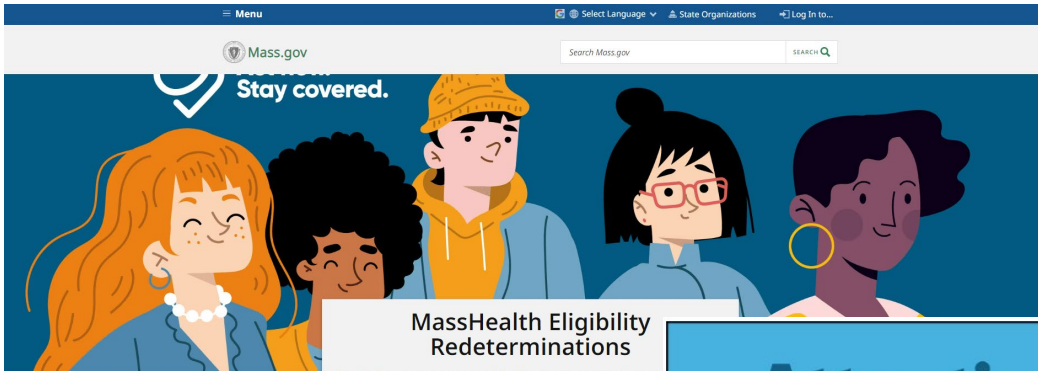 Menu
Select Language
State Organizations
Log In to...
Mass.gov
Search Mass.gov
SEARCH
Stay covered.
MassHealth Eligibility
Redeterminations